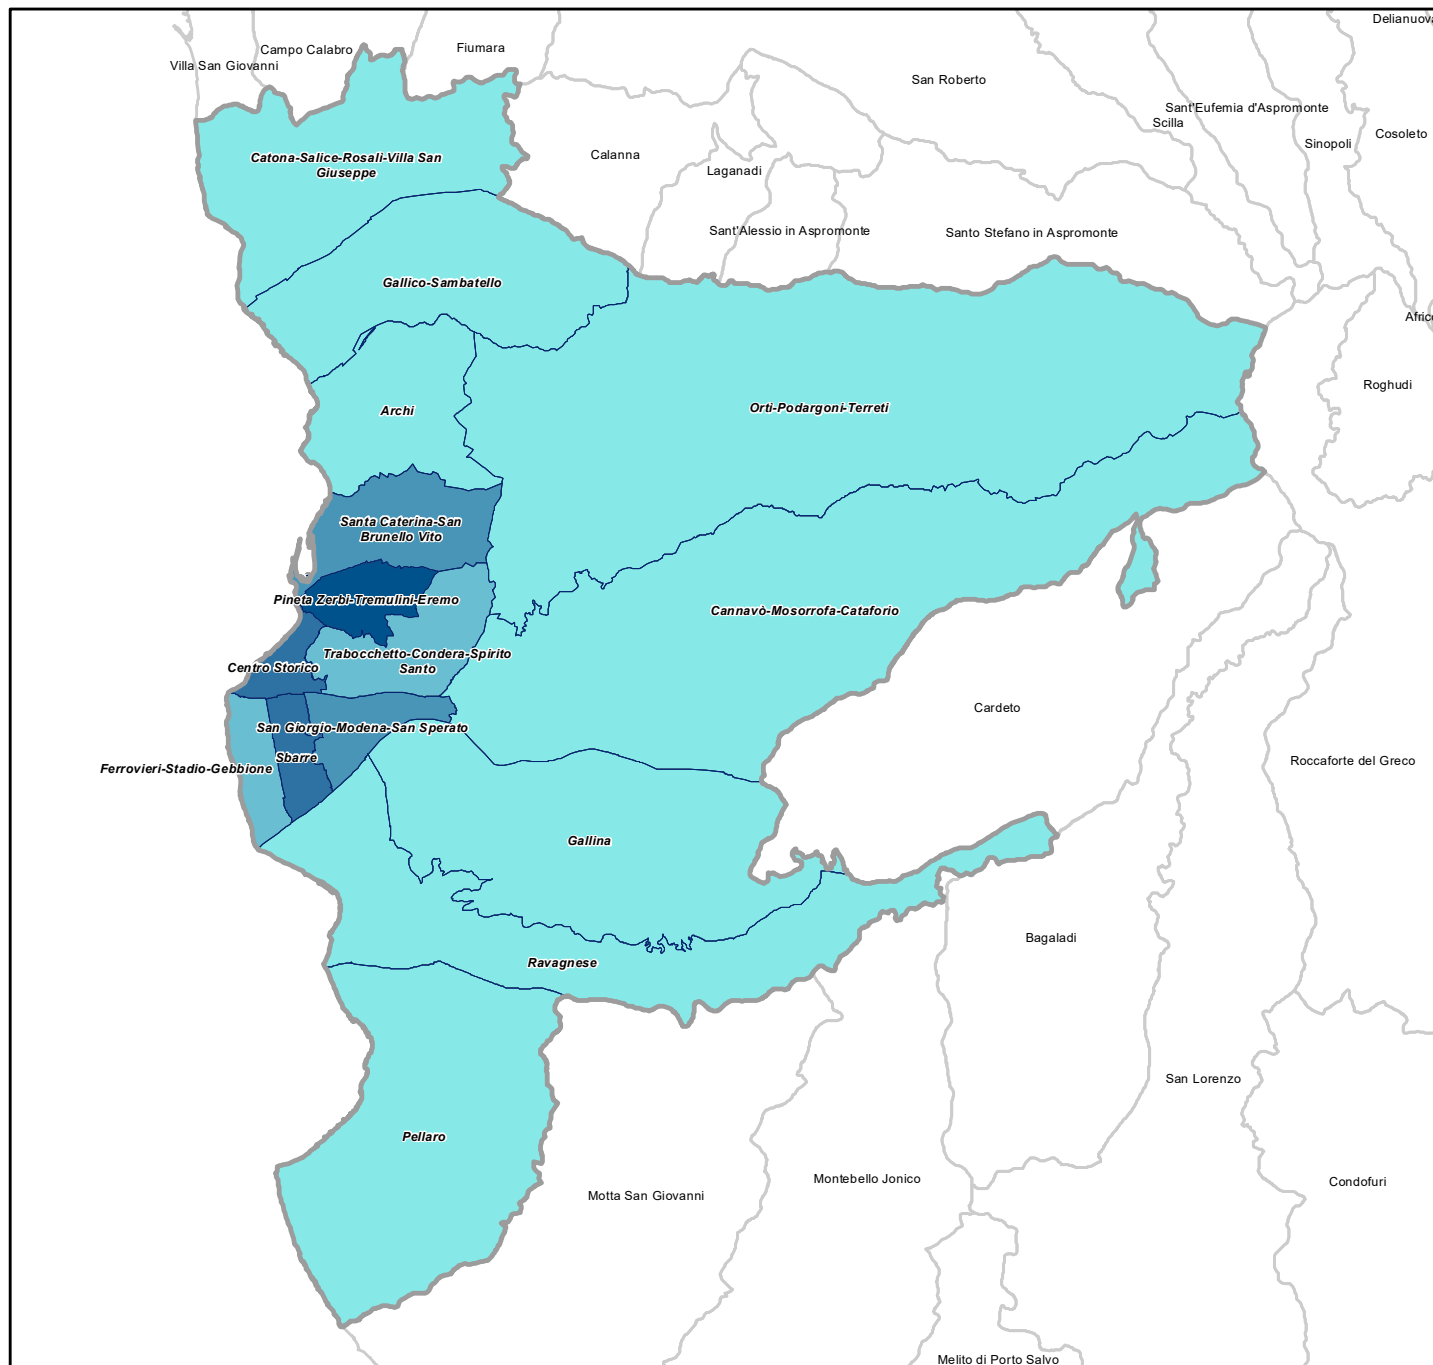 Delianuova
Campo Calabro
Fiumara
Villa San Giovanni
San Roberto
Sant'Eufemia d'Aspromonte
Scilla
Cosoleto
Sinopoli
Catona-Salice-Rosali-Villa San
Giuseppe
Calanna
Laganadi
Sant'Alessio in Aspromonte
Santo Stefano in Aspromonte
Gallico-Sambatello
Afric
Roghudi
Archi
Orti-Podargoni-Terreti
Santa Caterina-San
Brunello Vito
Pineta Zerbi-Tremulini-Eremo
Cannavò-Mosorrofa-Cataforio
Trabocchetto-Condera-Spirito
Santo
Centro Storico
Cardeto
San Giorgio-Modena-San Sperato
Sbarre
Ferrovieri-Stadio-Gebbione
Roccaforte del Greco
Gallina
Bagaladi
Ravagnese
San Lorenzo
Pellaro
Montebello Jonico
Condofuri
Motta San Giovanni
Melito di Porto Salvo